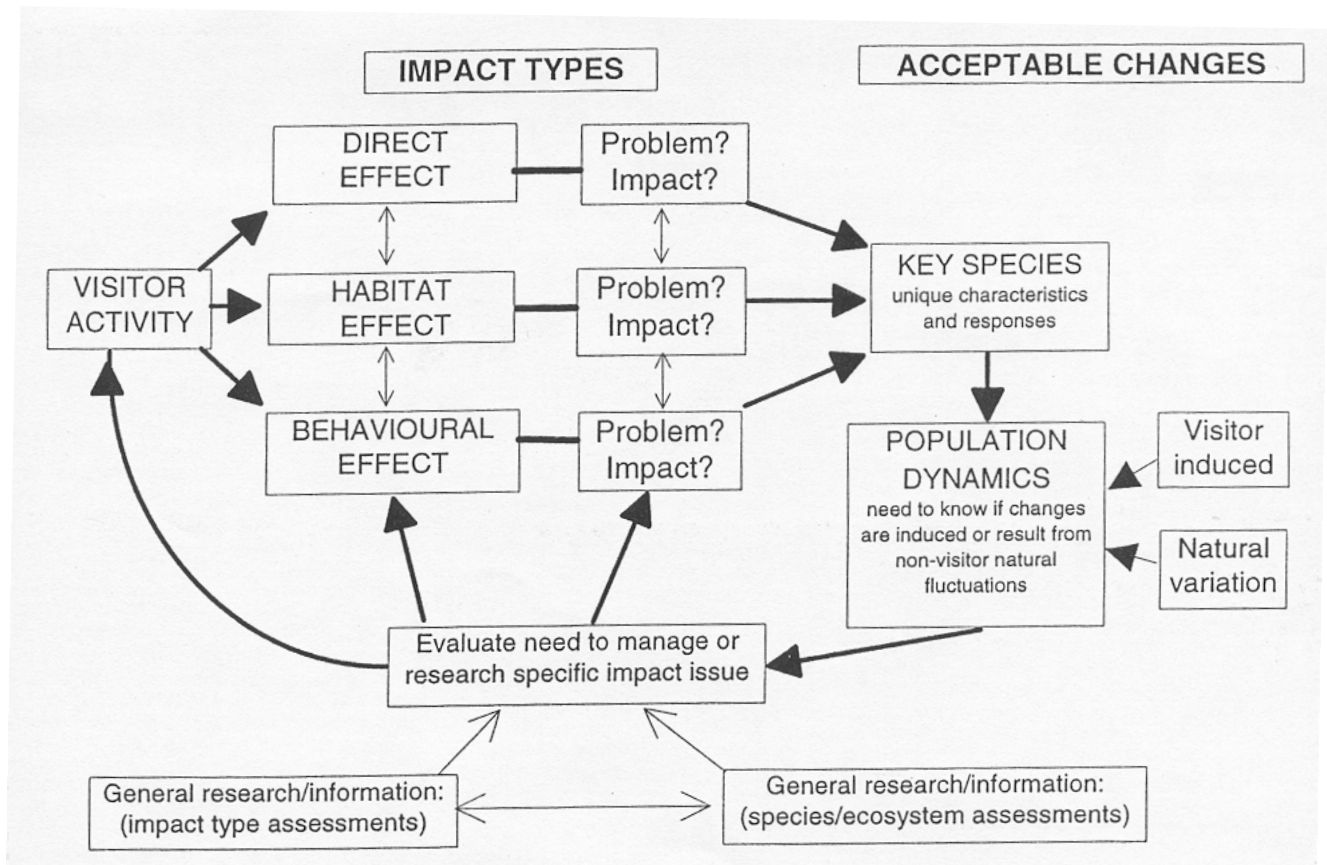 IMPACT TYPES
ACCEPTABLE CHANGES
DIRECT
EFFECT
Problem?
Impact?
VISITOR
ACTIVITY
HABITAT
EFFECT
Problem?
Impact?
KEY SPECIES
unique characteristics
and responses
BEHAVIOURAL
EFFECT
Problem?
Impact?
POPULATION
DYNAMICS
need to know if changes
are induced or result from
non-visitor natural
fluctuations
Visitor
induced
Natural
variation
Evaluate need to manage or
research specific impact issue
General research/information:
(impact type assessments)
General research/information:
(species/ecosystem assessments)